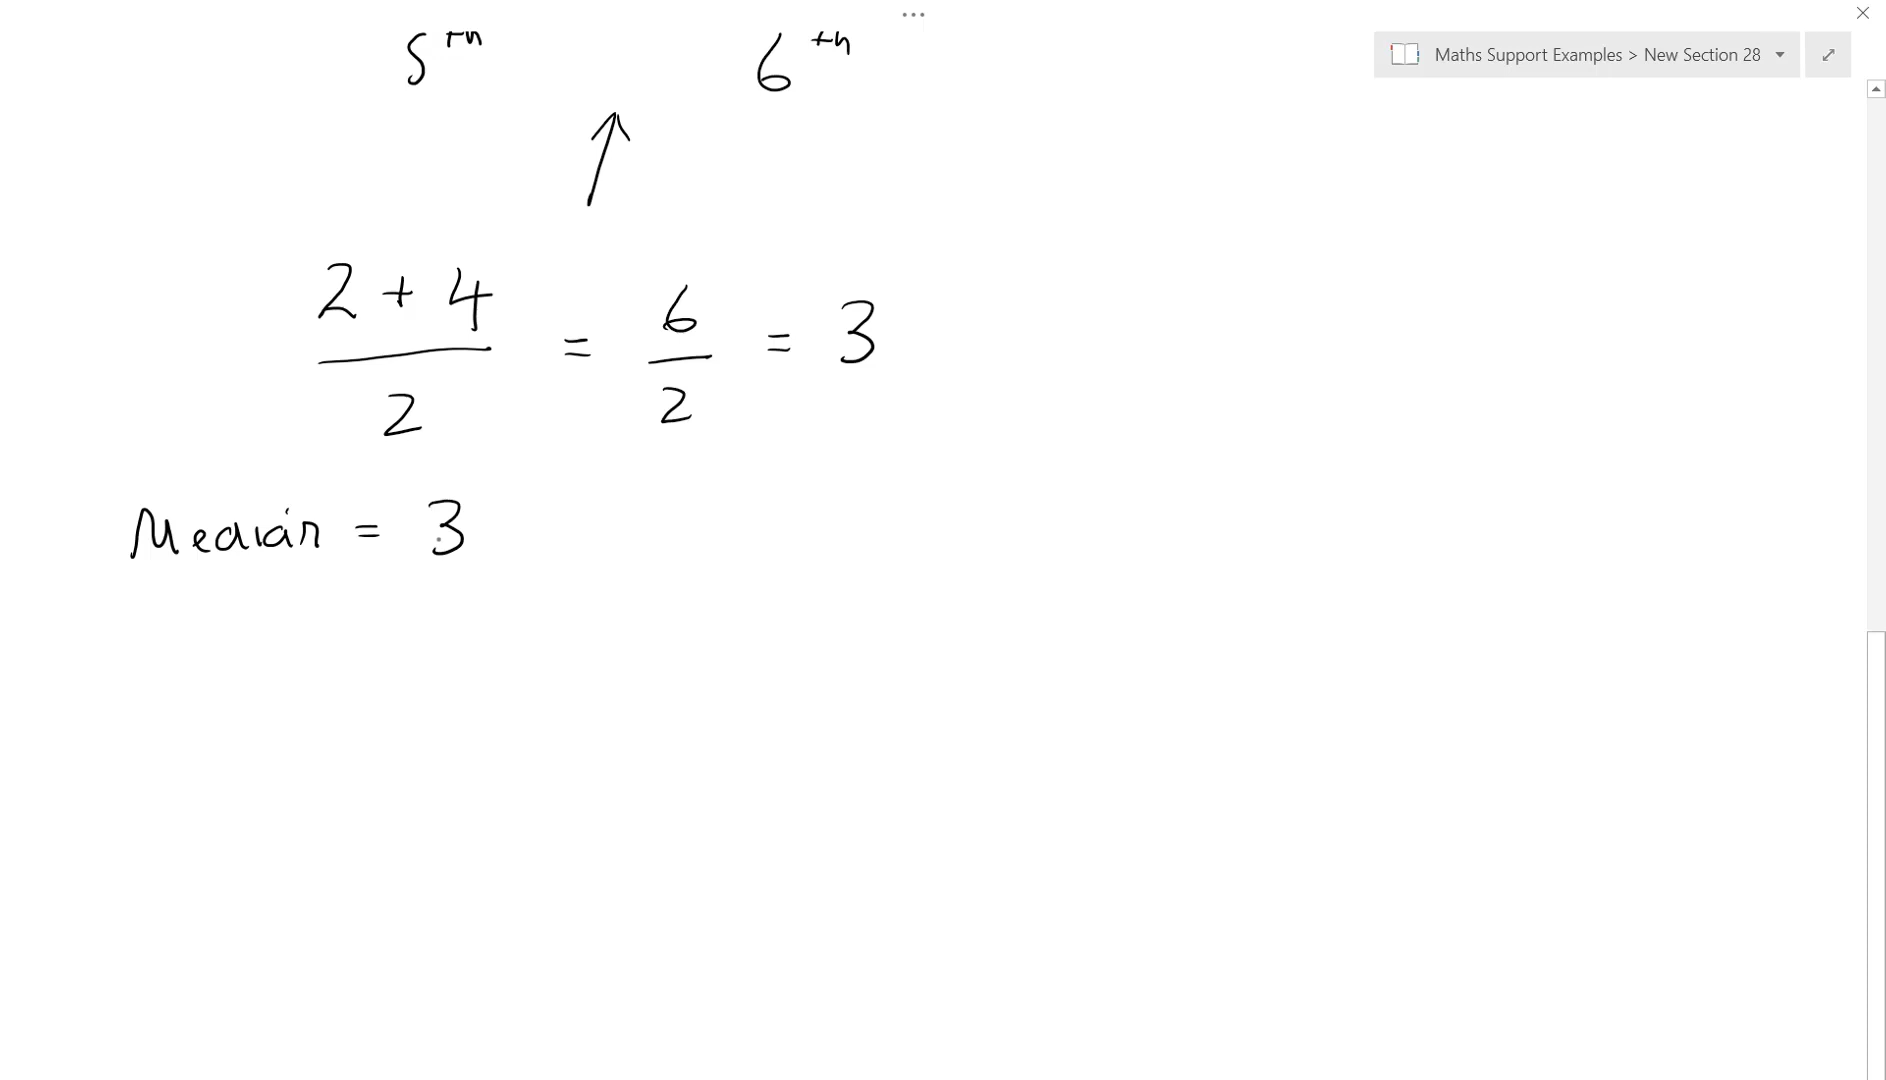 5th 6th
Maths Support Examples > New Section 28
2 + 4
2
= 6
2
= 3
Median = 3